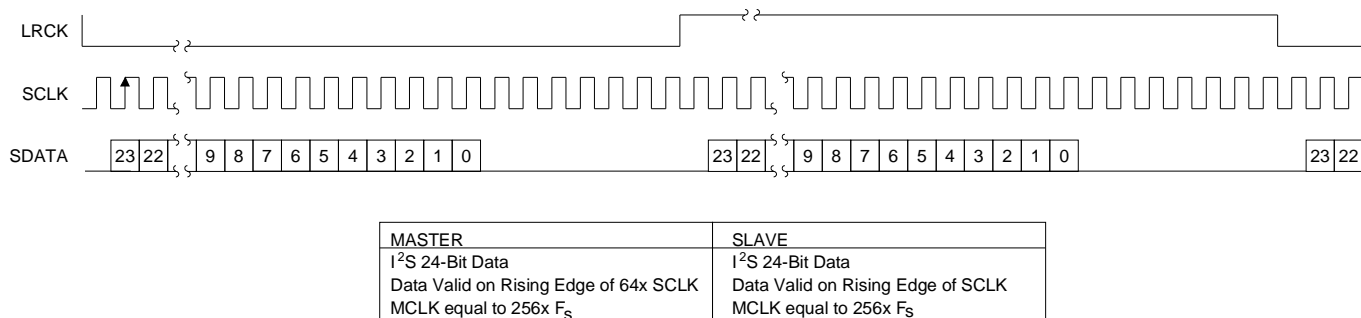 LRCK
SCLK
SDATA 23 22 9 8 7 6 5 4 3 2 1 0 23 22 9 8 7 6 5 4 3 2 1 0 23 22
MASTER SLAVE
I²S 24-Bit Data I²S 24-Bit Data
Data Valid on Rising Edge of 64x SCLK Data Valid on Rising Edge of SCLK
MCLK equal to 256x Fs MCLK equal to 256x Fs